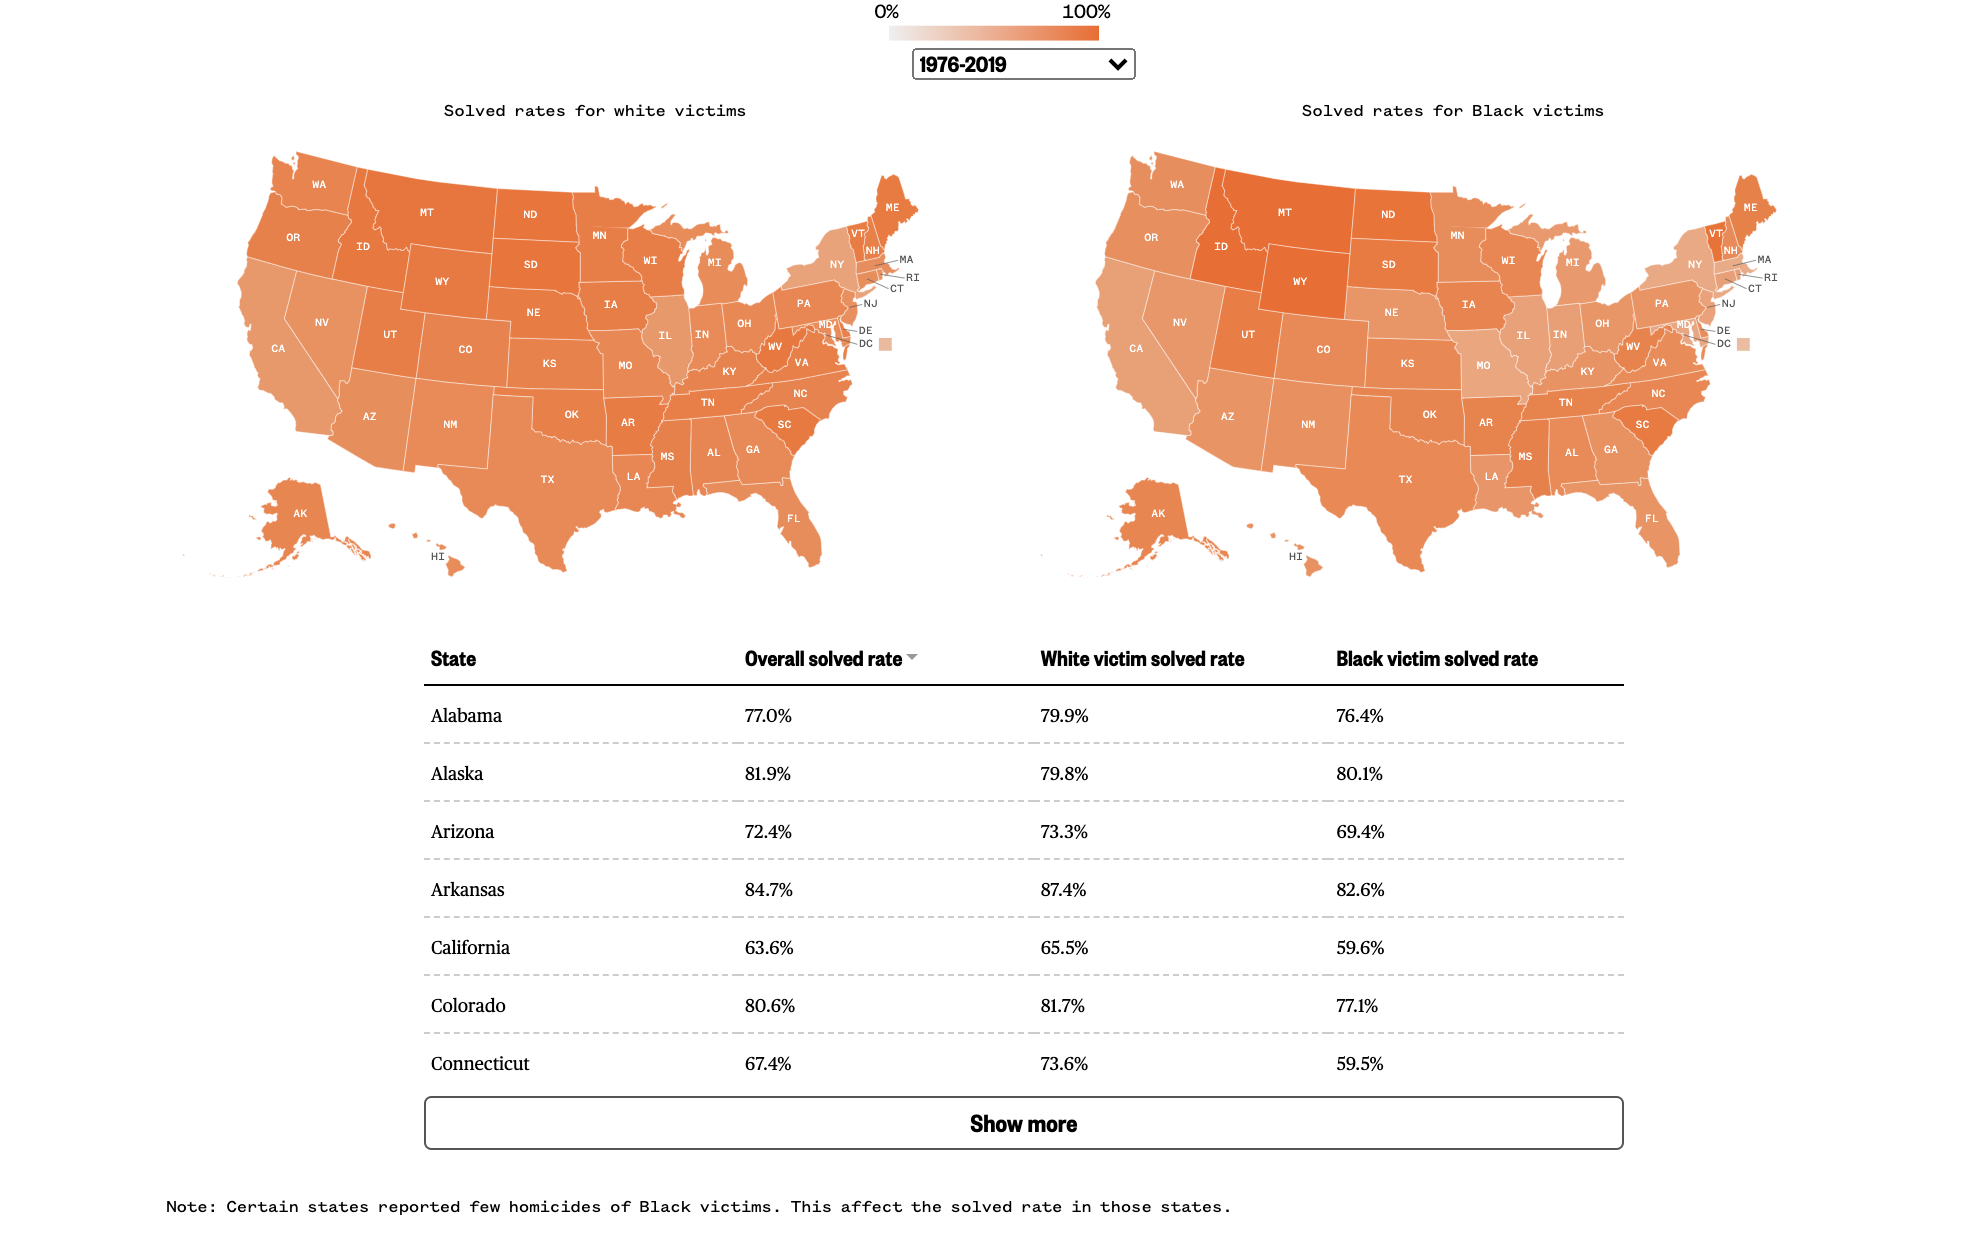 0% 100%
1976-2019
Solved rates for white victims
Solved rates for Black victims
WA
MT
ND
MN
ME
OR
ID
SD
WI
MI
VT
NH
NY
MA
RI
CT
WY
NE
IA
PA
NJ
NV
UT
CO
KS
MO
IL
IN
OH
MD
DE
DC
CA
WV
VA
KY
AZ
NM
OK
AR
TN
NC
SC
TX
LA
MS
AL
GA
FL
AK
HI
WA
MT
ND
MN
ME
OR
ID
SD
WI
MI
VT
NH
NY
MA
RI
CT
WY
NE
IA
PA
NJ
NV
UT
CO
KS
MO
IL
IN
OH
MD
DE
DC
CA
WV
VA
KY
AZ
NM
OK
AR
TN
NC
SC
TX
LA
MS
AL
GA
FL
AK
HI
State Overall solved rate White victim solved rate Black victim solved rate
Alabama 77.0% 79.9% 76.4%
Alaska 81.9% 79.8% 80.1%
Arizona 72.4% 73.3% 69.4%
Arkansas 84.7% 87.4% 82.6%
California 63.6% 65.5% 59.6%
Colorado 80.6% 81.7% 77.1%
Connecticut 67.4% 73.6% 59.5%
Show more
Note: Certain states reported few homicides of Black victims. This affect the solved rate in those states.